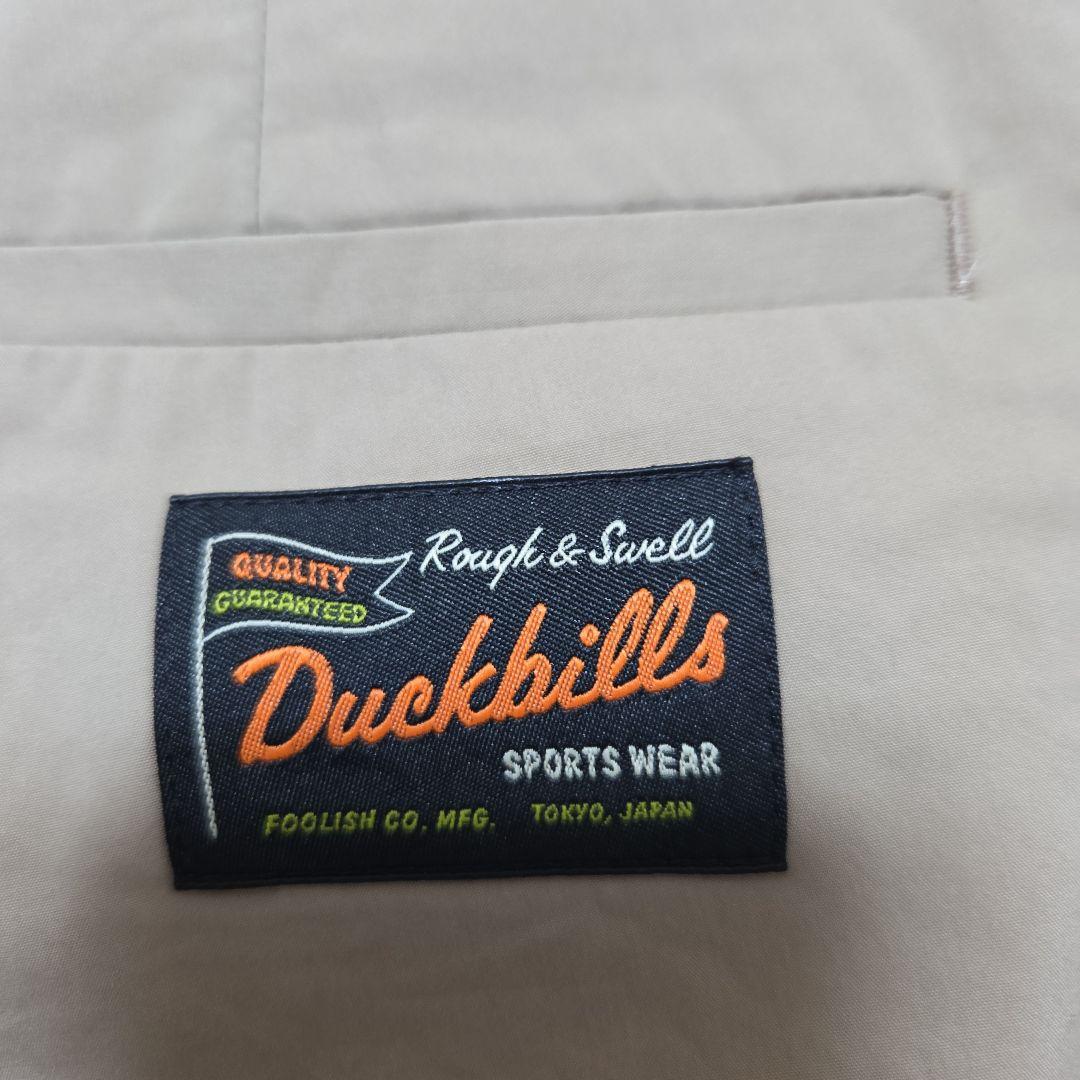 QUALITY
GUARANTEED
Rough & Swell
Duckbills
SPORTS WEAR
FOOLISH CO. MFG. TOKYO, JAPAN